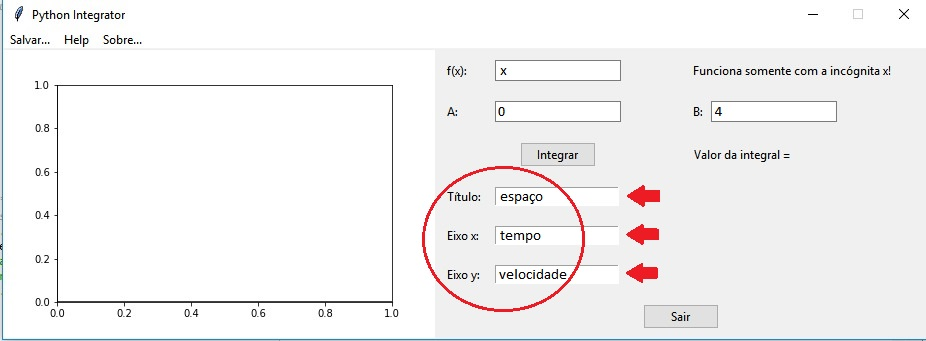 Python Integrator
Salvar... Help Sobre...
f(x): x Funciona somente com a incógnita x!
A: 0 B: 4
Integrar Valor da integral =
Título: espaço
Eixo x: tempo
Eixo y: velocidade
Sair
1.0
0.8
0.6
0.4
0.2
0.0
0.0 0.2 0.4 0.6 0.8 1.0